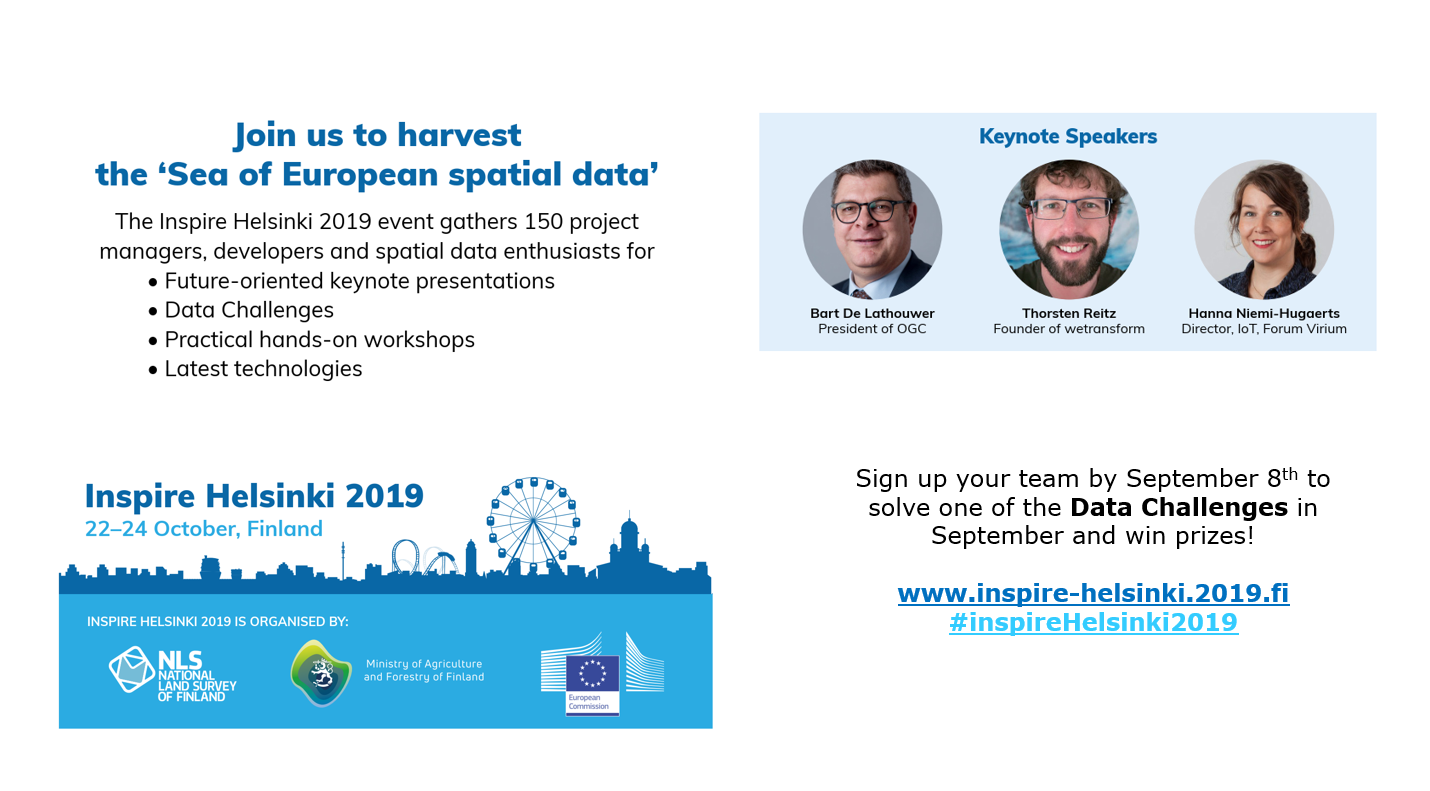 Join us to harvest
the ‘Sea of European spatial data’
The Inspire Helsinki 2019 event gathers 150 project
managers, developers and spatial data enthusiasts for
• Future-oriented keynote presentations
• Data Challenges
• Practical hands-on workshops
• Latest technologies
Keynote Speakers
Bart De Lathouwer
President of OGC
Thorsten Reitz
Founder of wetransform
Hanna Niemi-Hugaerts
Director, IoT, Forum Virium
Inspire Helsinki 2019
22–24 October, Finland
INSPIRE HELSINKI 2019 IS ORGANISED BY:
NLS
NATIONAL
LAND SURVEY
OF FINLAND
Ministry of Agriculture
and Forestry of Finland
European
Commission
Sign up your team by September 8th to
solve one of the Data Challenges in
September and win prizes!
www.inspire-helsinki.2019.fi
#inspireHelsinki2019